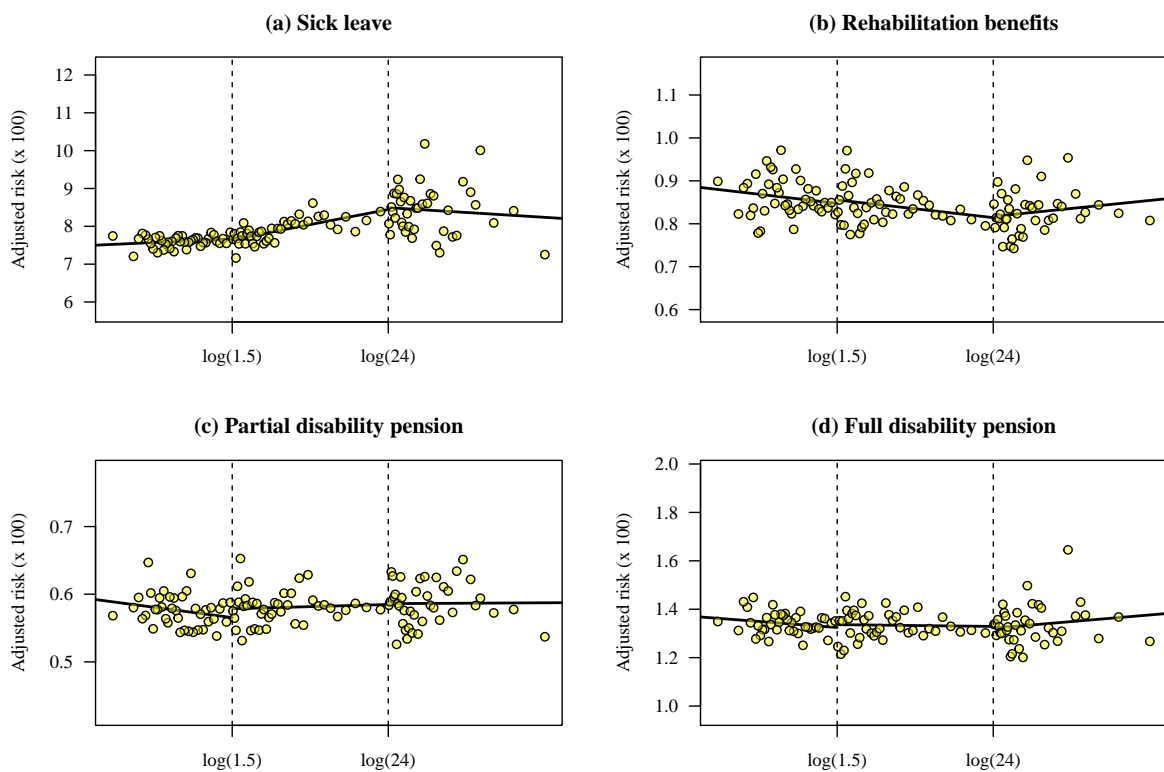 (a) Sick leave
Adjusted risk (x 100)
12
11
10
9
8
7
6
log(1.5)
log(24)
(b) Rehabilitation benefits
Adjusted risk (x 100)
1.1
1.0
0.9
0.8
0.7
0.6
log(1.5)
log(24)
(c) Partial disability pension
Adjusted risk (x 100)
0.7
0.6
0.5
log(1.5)
log(24)
(d) Full disability pension
Adjusted risk (x 100)
2.0
1.8
1.6
1.4
1.2
1.0
log(1.5)
log(24)